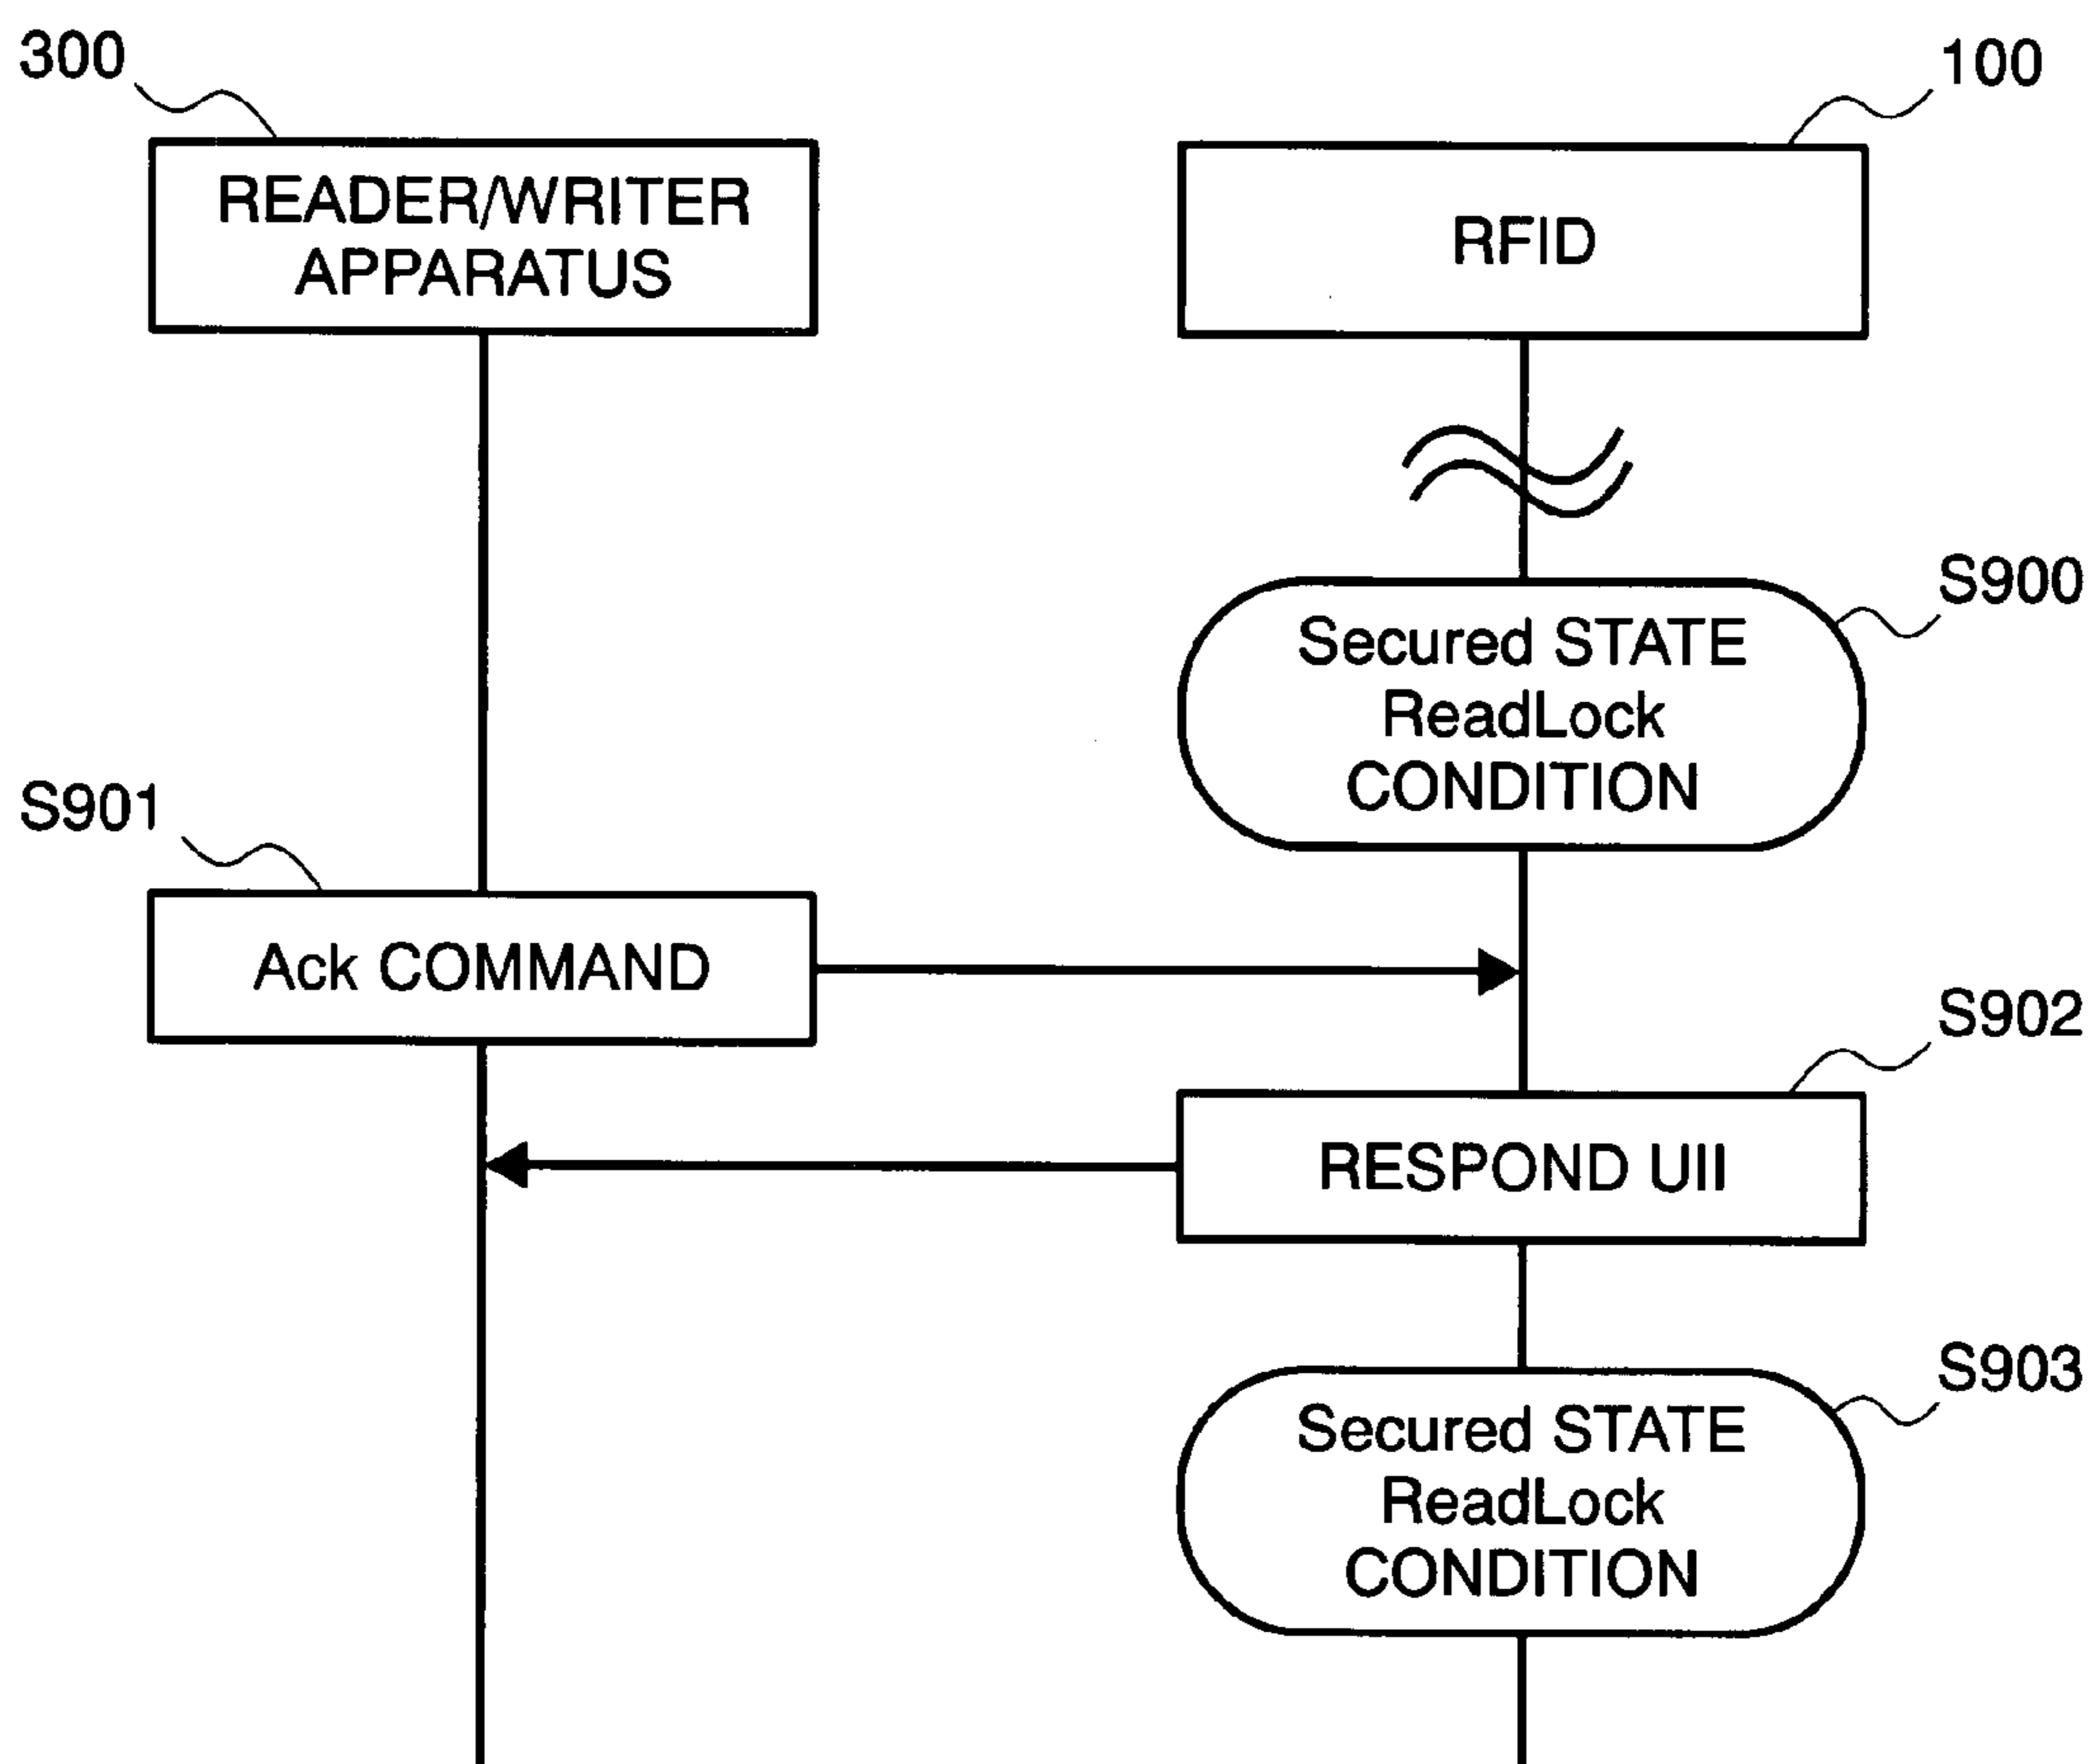 300
100
READER/WRITER
APPARATUS
RFID
S900
Secured STATE
ReadLock
CONDITION
S901
Ack COMMAND
S902
RESPOND UII
S903
Secured STATE
ReadLock
CONDITION